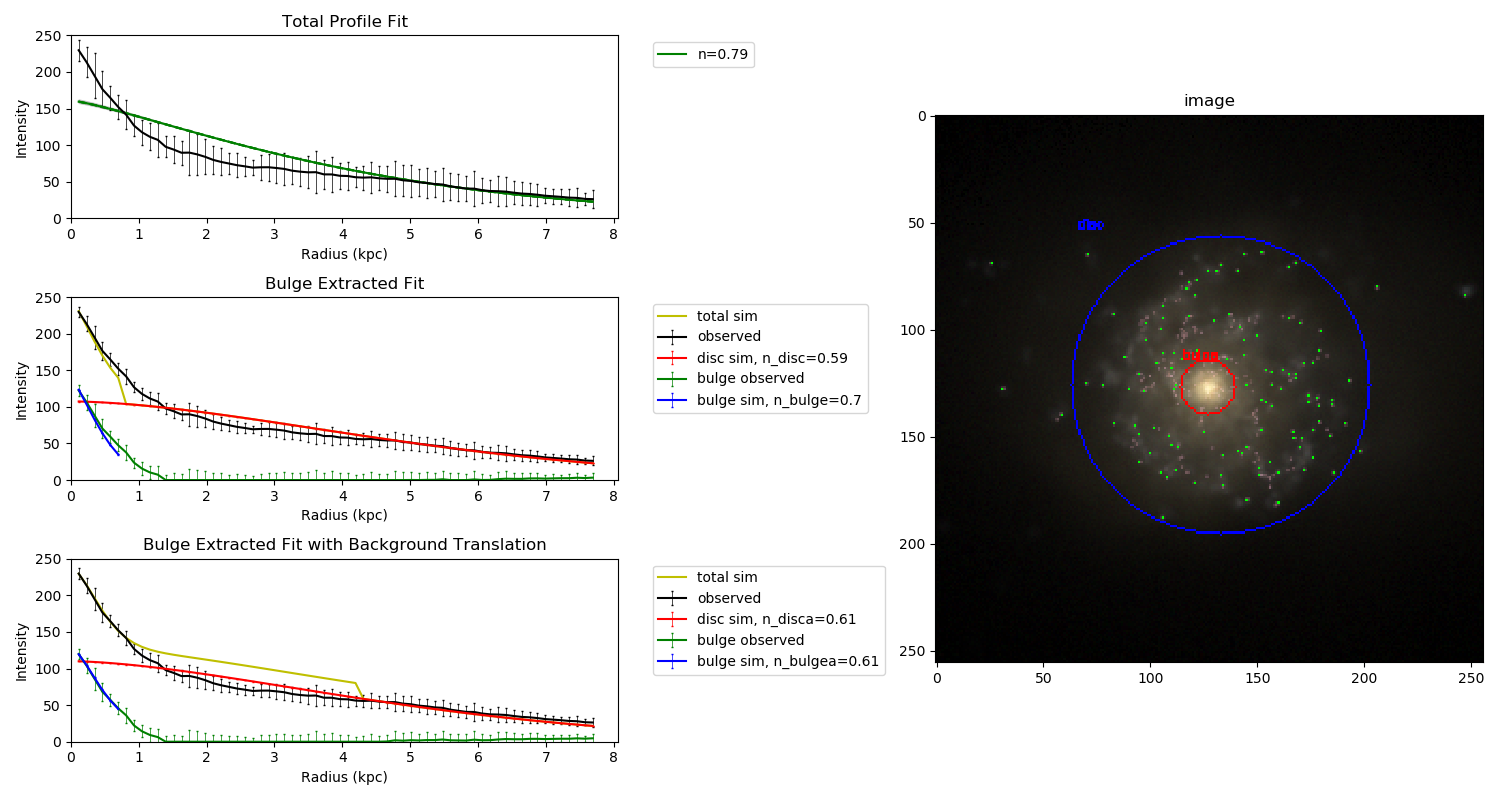 Total Profile Fit
250
200
150
100
50
0
Intensity
0 1 2 3 4 5 6 7 8
Radius (kpc)
n=0.79
Bulge Extracted Fit
250
200
150
100
50
0
Intensity
0 1 2 3 4 5 6 7 8
Radius (kpc)
total sim
observed
disc sim, n_disc=0.59
bulge observed
bulge sim, n_bulge=0.7
Bulge Extracted Fit with Background Translation
250
200
150
100
50
0
Intensity
0 1 2 3 4 5 6 7 8
Radius (kpc)
total sim
observed
disc sim, n_disca=0.61
bulge observed
bulge sim, n_bulgea=0.61
image
0
50
100
150
200
250
0 50 100 150 200 250